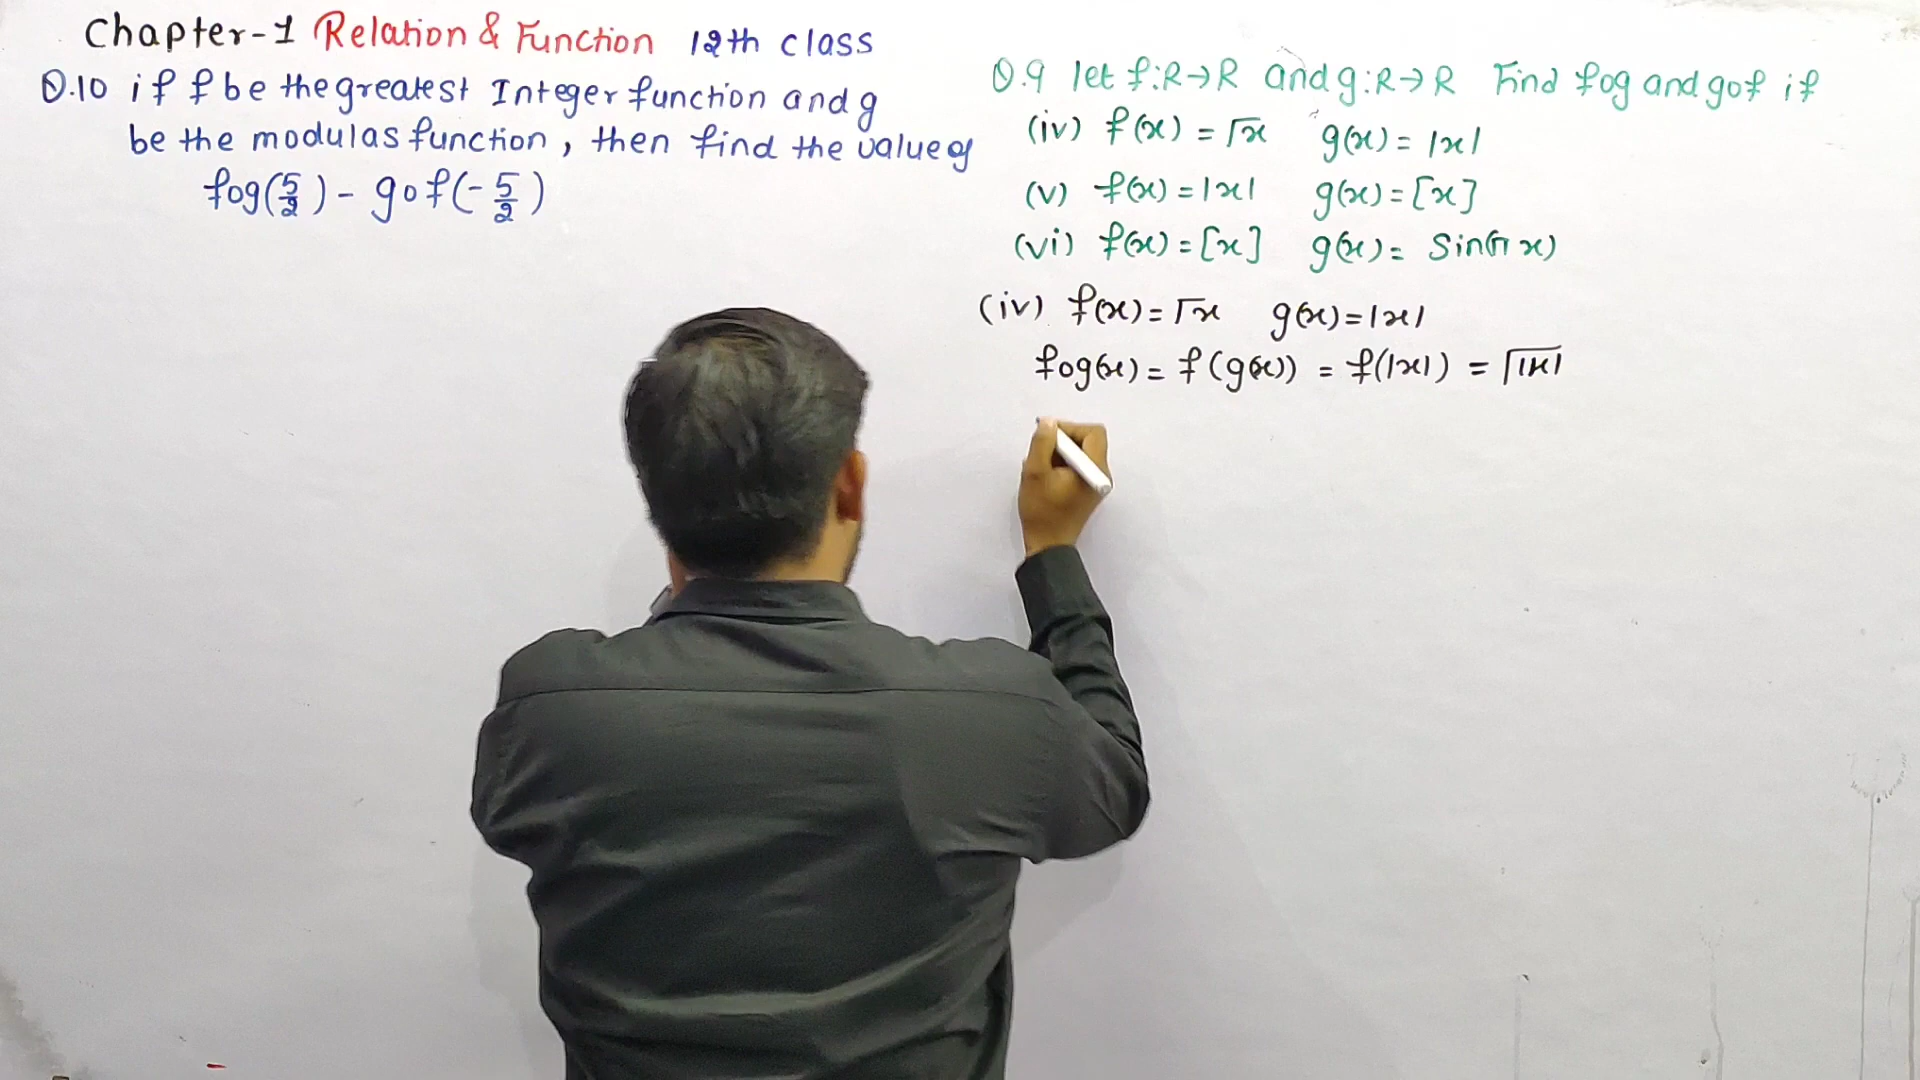 Chapter-1 Relation & Function 12th class
Q.10 if f be the greatest Integer function and g
be the modulas function, then find the value of
fog(5/2) - gof(-5/2)
Q.9 let f:R→R and g:R→R Find fog and gof if
(iv) f(x) = √x g(x) = |x|
(v) f(x) = |x| g(x) = [x]
(vi) f(x) = [x] g(x) = Sin(π x)
(iv) f(x) = √x g(x) = |x|
fog(x) = f(g(x)) = f(|x|) = √|x|